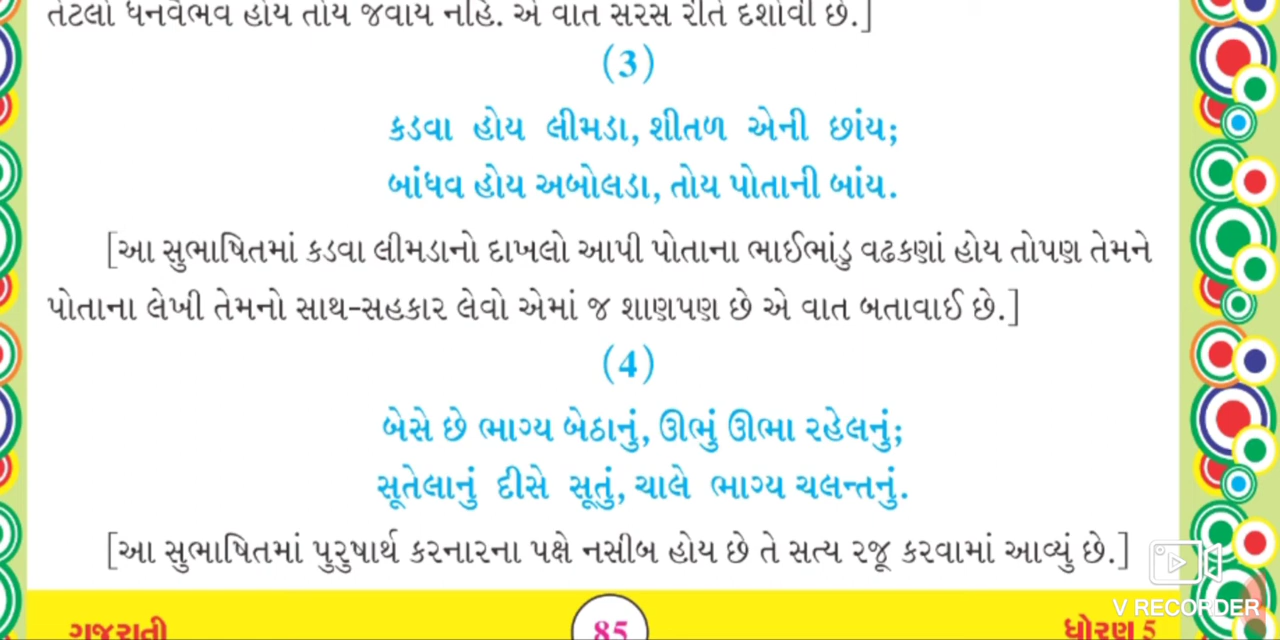 તેટલો ધનવૈભવ હોય તોય જવાય નહિ. એ વાત સરસ રીતે દર્શાવી છે.]
(3)
કડવા હોય લીમડા, શીતળ એની છાંય;
બાંધવ હોય અબોલડા, તોય પોતાની બાંય.
[આ સુભાષિતમાં કડવા લીમડાનો દાખલો આપી પોતાના ભાઈભાંડુ વઢકણાં હોય તોપણ તેમને
પોતાના લેખી તેમનો સાથ-સહકાર લેવો એમાં જ શાણપણ છે એ વાત બતાવાઈ છે.]
(4)
બેસે છે ભાગ્ય બેઠાનું, ઊભું ઊભા રહેલનું;
સૂતેલાનું દીસે સૂતું, ચાલે ભાગ્ય ચલન્તનું.
[આ સુભાષિતમાં પુરુષાર્થ કરનારના પક્ષે નસીબ હોય છે તે સત્ય રજૂ કરવામાં આવ્યું છે.]
V RECORDER
ગુજરાતી 85 ધોરણ 5